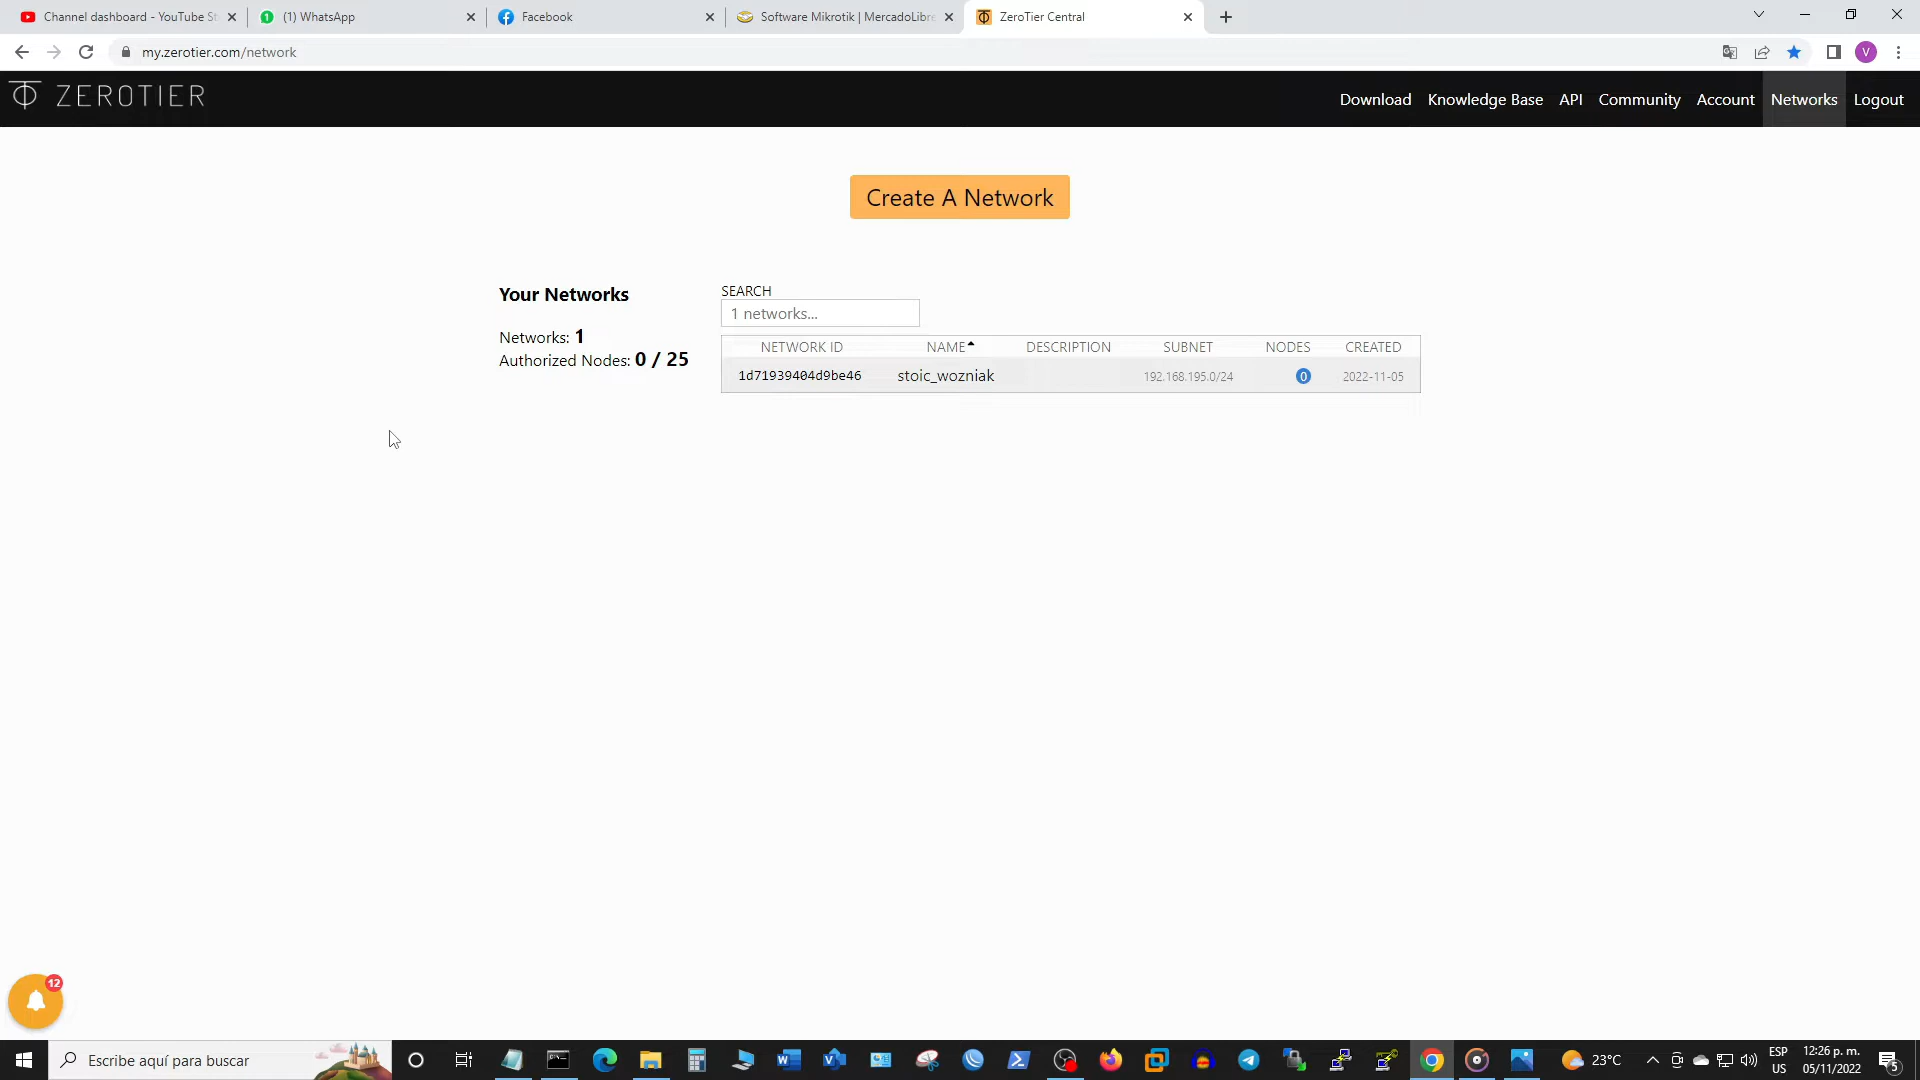 Channel dashboard - YouTube St
(1) WhatsApp
Facebook
Software Mikrotik | MercadoLibre
ZeroTier Central
my.zerotier.com/network
V
ZEROTIER
Download Knowledge Base API Community Account Networks Logout
Create A Network
Your Networks
Networks: 1
Authorized Nodes: 0 / 25
SEARCH
1 networks...
NETWORK ID NAME DESCRIPTION SUBNET NODES CREATED
1d71939404d9be46 stoic_wozniak 192.168.195.0/24 0 2022-11-05
12
Escribe aquí para buscar
23°C
ESP
US
12:26 p. m.
05/11/2022
5